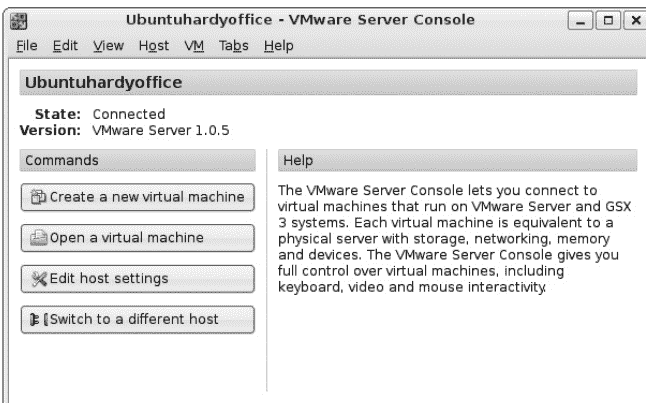 Ubuntuhardyoffice - VMware Server Console
File Edit View Host VM Tabs Help
Ubuntuhardyoffice
State: Connected
Version: VMware Server 1.0.5
Commands
Create a new virtual machine
Open a virtual machine
Edit host settings
Switch to a different host
Help
The VMware Server Console lets you connect to
virtual machines that run on VMware Server and GSX
3 systems. Each virtual machine is equivalent to a
physical server with storage, networking, memory
and devices. The VMware Server Console gives you
full control over virtual machines, including
keyboard, video and mouse interactivity.